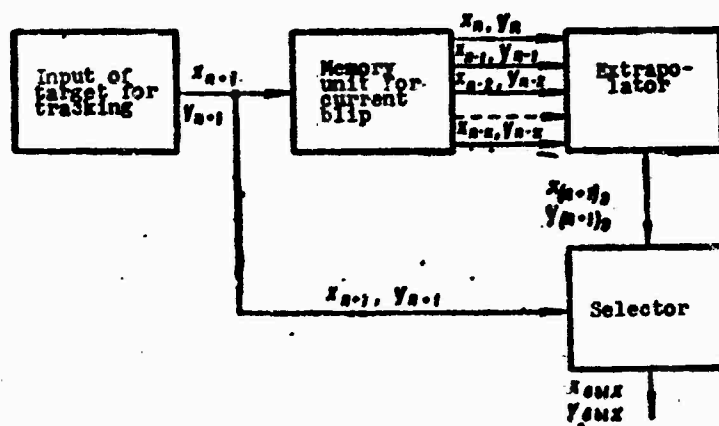 Input of
target for
tracking
x_{n+1}
y_{n+1}
Memory
unit for
current
blip
x_n, y_n
x_{n-1}, y_{n-1}
x_{n-2}, y_{n-2}
x_{n-x}, y_{n-x}
Extrapo-
lator
x_{(n+1)э}
y_{(n+1)э}
x_{n+1}, y_{n+1}
Selector
x_{вых}
y_{вых}